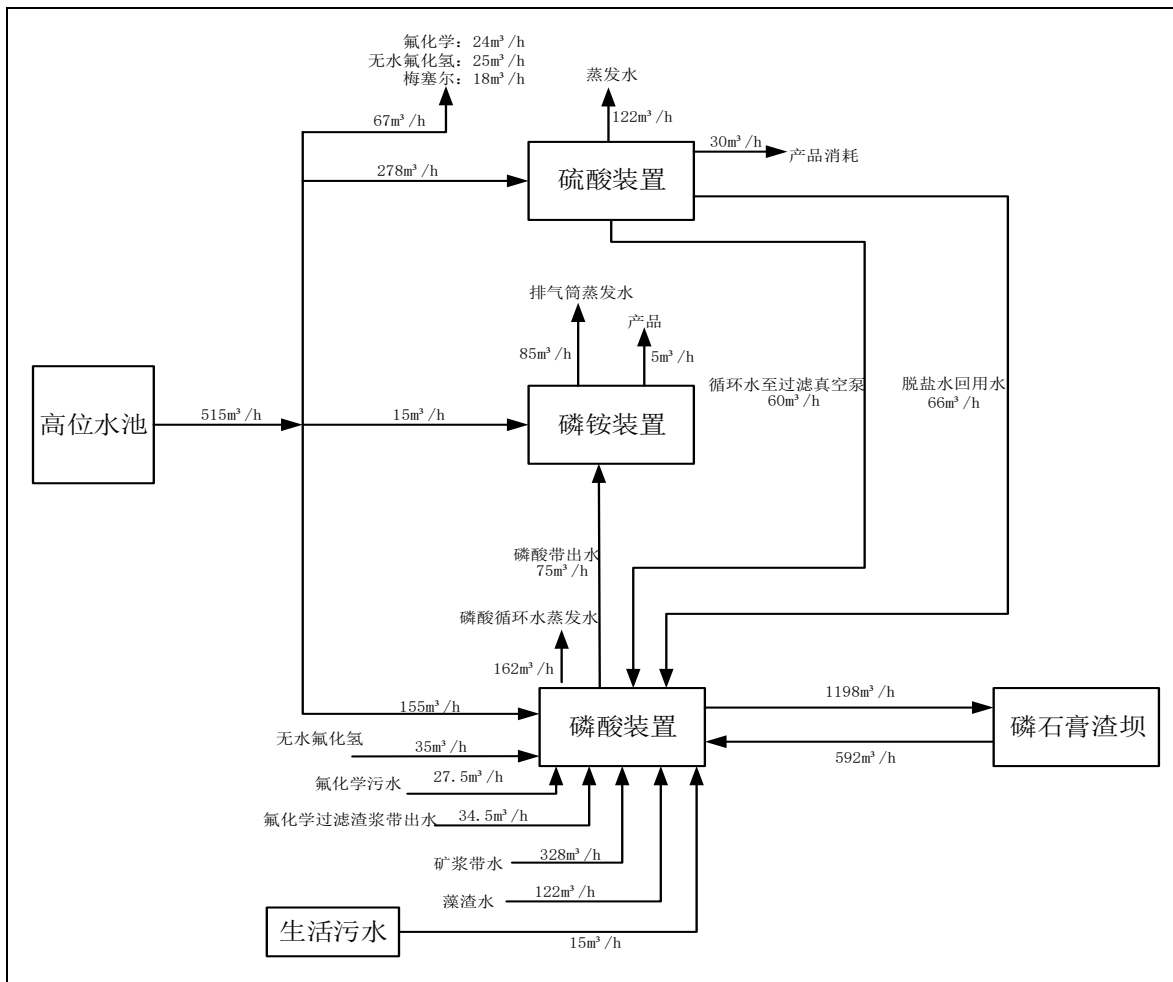 氟化学：24m³/h
无水氟化氢：25m³/h
梅塞尔：18m³/h
67m³/h
蒸发水
122m³/h
30m³/h
产品消耗
278m³/h
硫酸装置
排气筒蒸发水
产品
85m³/h
5m³/h
循环水至过滤真空泵
60m³/h
脱盐水回用水
66m³/h
高位水池
515m³/h
15m³/h
磷铵装置
磷酸带出水
75m³/h
磷酸循环水蒸发水
162m³/h
155m³/h
磷酸装置
1198m³/h
592m³/h
磷石膏渣坝
无水氟化氢
35m³/h
氟化学污水
27.5m³/h
氟化学过滤渣浆带出水
34.5m³/h
矿浆带水
328m³/h
藻渣水
122m³/h
生活污水
15m³/h